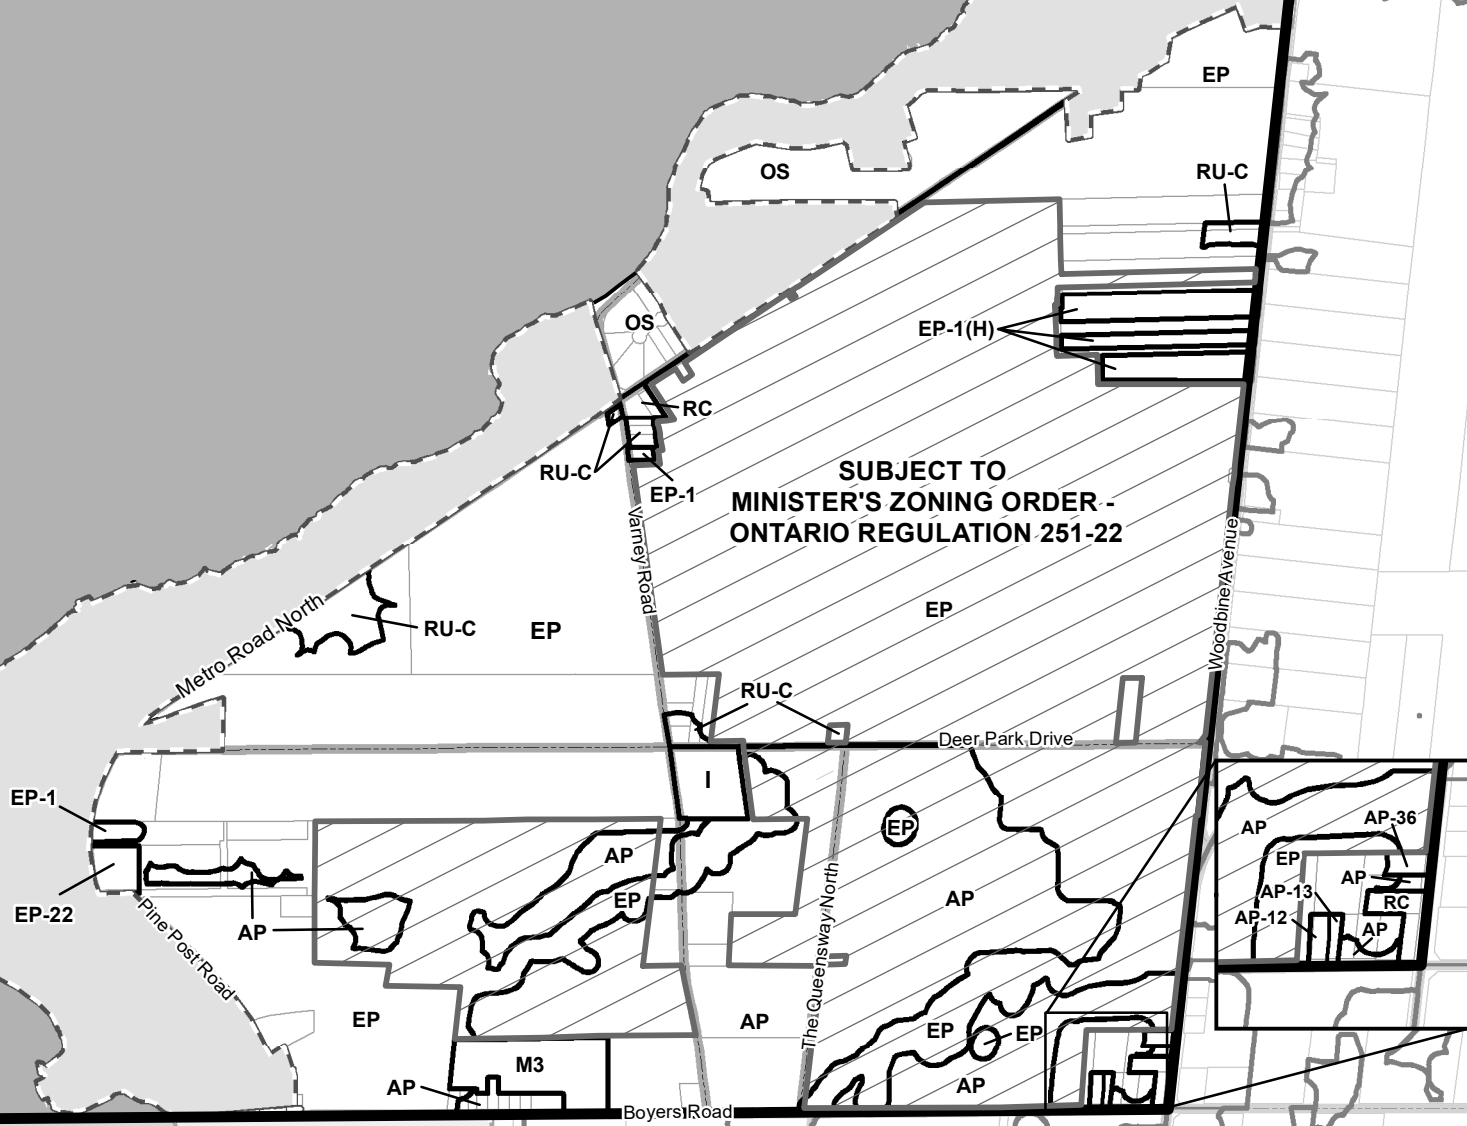 EP
OS
RU-C
OS
EP-1(H)
RC
RU-C
EP-1
SUBJECT TO
MINISTER'S ZONING ORDER -
ONTARIO REGULATION 251-22
Varney Road
Woodbine Avenue
EP
Metro Road North
RU-C
EP
RU-C
Deer Park Drive
I
EP-1
EP
AP-36
AP
AP
EP
AP
AP-13
RC
EP
AP
EP-22
AP-12
AP
AP
Pine Post Road
The Queensway North
EP
AP
EP
EP
M3
AP
AP
Boyers Road